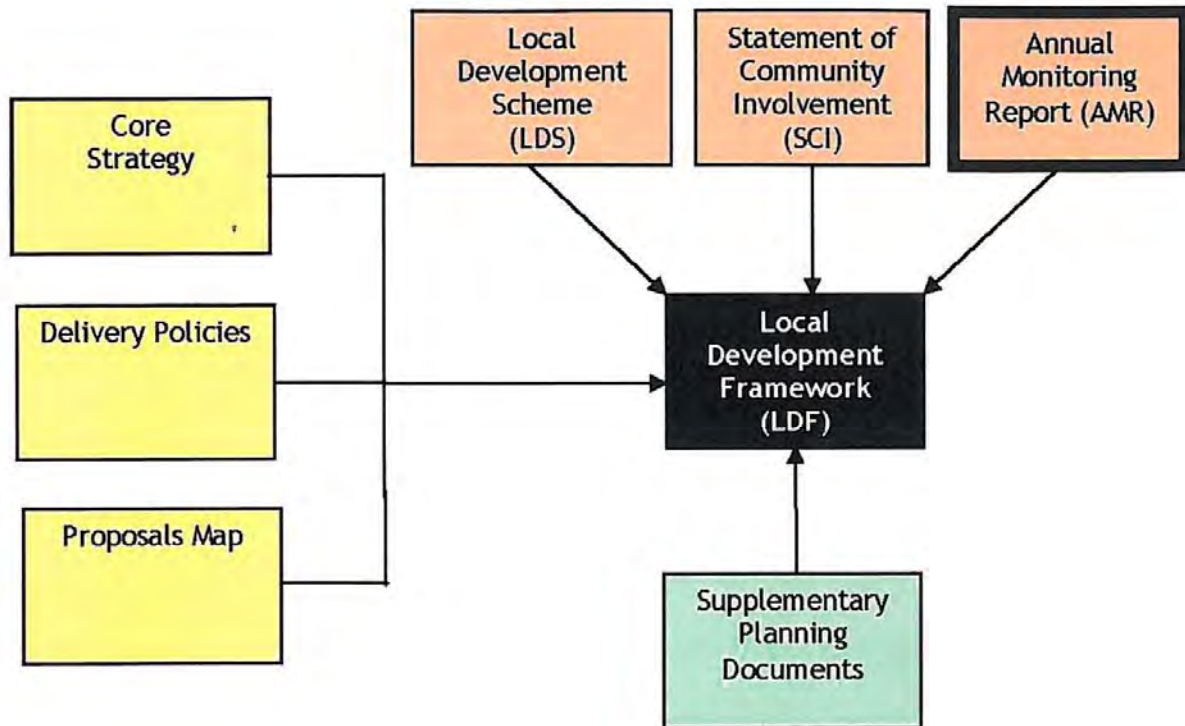 Local
Development
Scheme
(LDS)
Statement of
Community
Involvement
(SCI)
Annual
Monitoring
Report (AMR)
Core
Strategy
Delivery Policies
Proposals Map
Local
Development
Framework
(LDF)
Supplementary
Planning
Documents